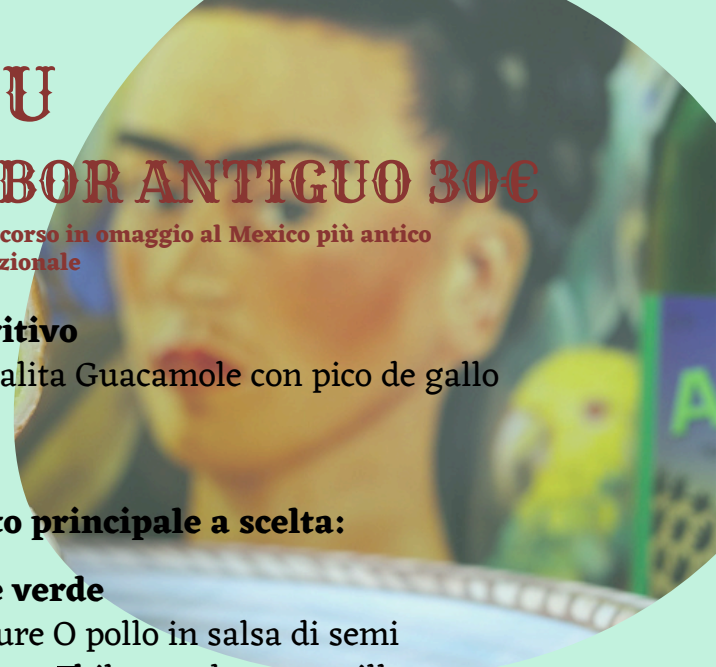 U
BOR ANTIGUO 30€
corso in omaggio al Mexico più antico
zionale
ritivo
alita Guacamole con pico de gallo
to principale a scelta:
e verde
ure O pollo in salsa di semi
A